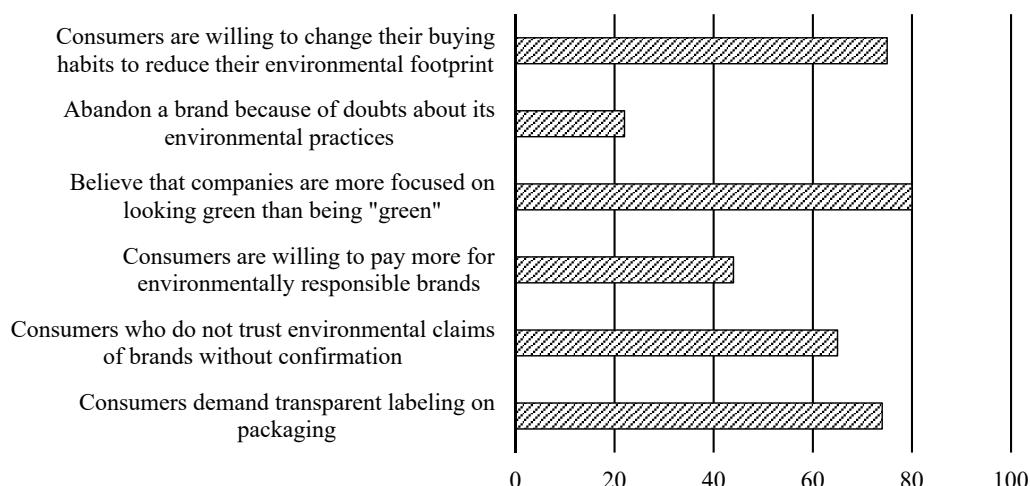 Consumers are willing to change their buying
habits to reduce their environmental footprint
Abandon a brand because of doubts about its
environmental practices
Believe that companies are more focused on
looking green than being "green"
Consumers are willing to pay more for
environmentally responsible brands
Consumers who do not trust environmental claims
of brands without confirmation
Consumers demand transparent labeling on
packaging
0 20 40 60 80 100